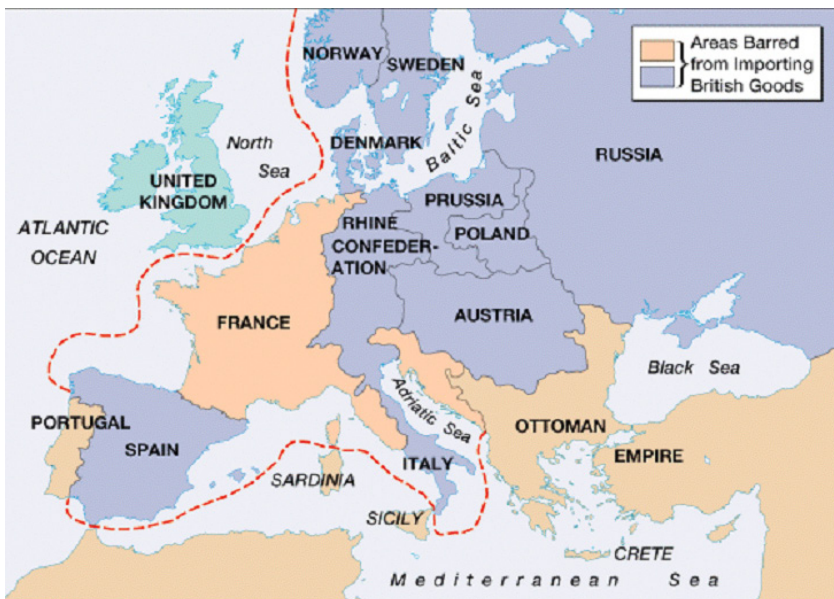 Areas Barred
from Importing
British Goods
NORWAY
SWEDEN
Baltic Sea
DENMARK
North
Sea
RUSSIA
UNITED
KINGDOM
PRUSSIA
ATLANTIC
OCEAN
RHINE
CONFEDER-
ATION
POLAND
FRANCE
AUSTRIA
Black Sea
Adriatic Sea
PORTUGAL
SPAIN
OTTOMAN
EMPIRE
ITALY
SARDINIA
SICILY
CRETE
Mediterranean Sea